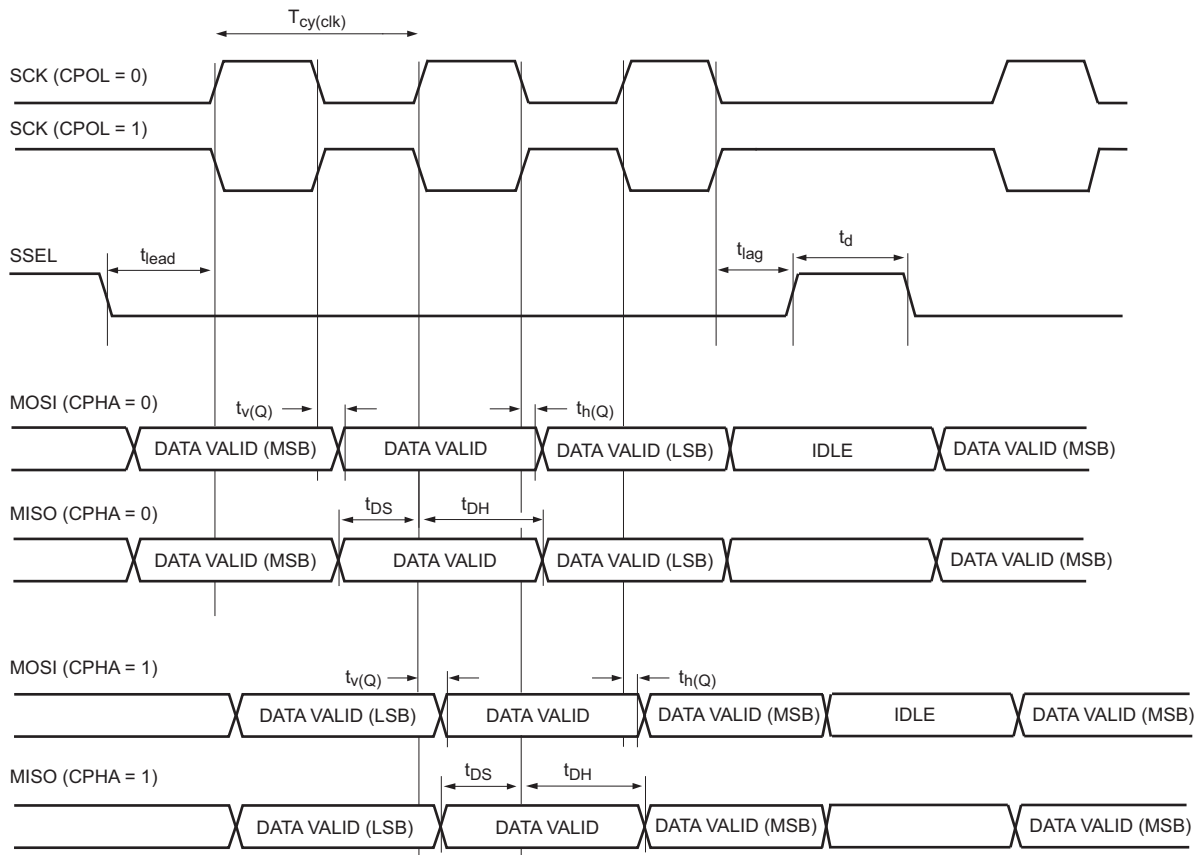 Tcy(clk)
SCK (CPOL = 0)
SCK (CPOL = 1)
SSEL
tlead
tlag
td
MOSI (CPHA = 0)
tv(Q)
th(Q)
DATA VALID (MSB) DATA VALID DATA VALID (LSB) IDLE DATA VALID (MSB)
MISO (CPHA = 0)
tDS
tDH
DATA VALID (MSB) DATA VALID DATA VALID (LSB) DATA VALID (MSB)
MOSI (CPHA = 1)
tv(Q)
th(Q)
DATA VALID (LSB) DATA VALID DATA VALID (MSB) IDLE DATA VALID (MSB)
MISO (CPHA = 1)
tDS
tDH
DATA VALID (LSB) DATA VALID DATA VALID (MSB) DATA VALID (MSB)